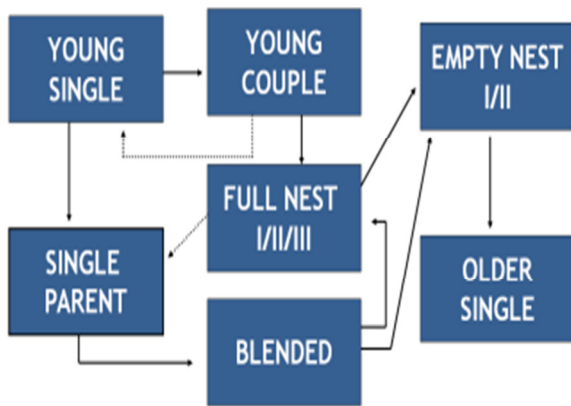 YOUNG
SINGLE
YOUNG
COUPLE
EMPTY NEST
I/II
FULL NEST
I/II/III
SINGLE
PARENT
OLDER
SINGLE
BLENDED